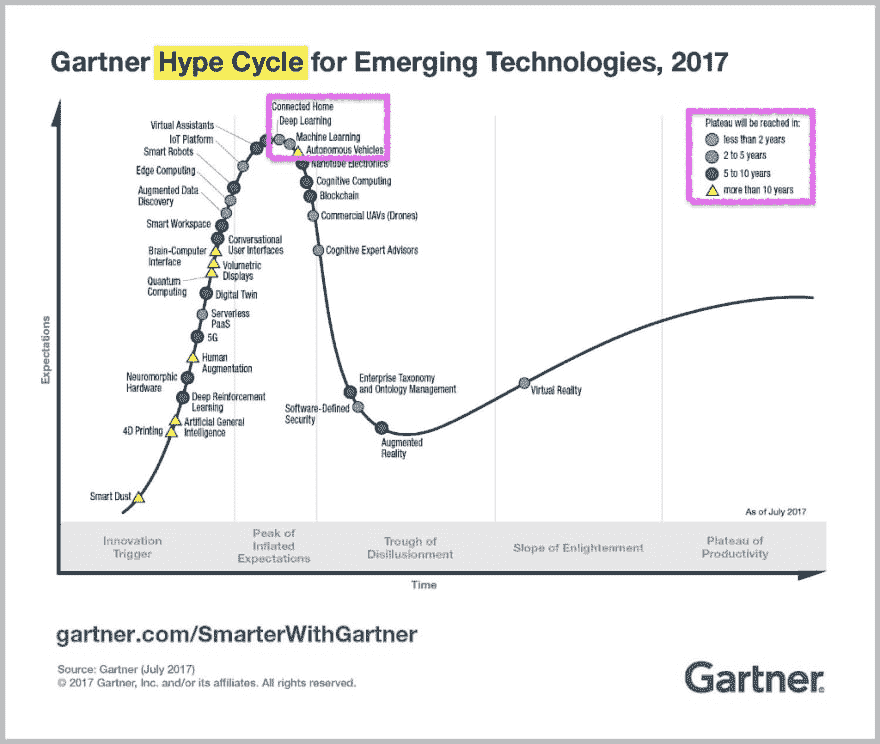 Gartner Hype Cycle for Emerging Technologies, 2017
Connected Home
Deep Learning
Machine Learning
Autonomous Vehicles
Nanotube Electronics
Cognitive Computing
Blockchain
Commercial UAVs (Drones)
Cognitive Expert Advisors
Virtual Assistants
IoT Platform
Smart Robots
Edge Computing
Augmented Data
Discovery
Smart Workspace
Conversational
User Interfaces
Brain-Computer
Interface
Volumetric
Displays
Quantum
Computing
Digital Twin
Serverless
PaaS
5G
Human
Augmentation
Neuromorphic
Hardware
Deep Reinforcement
Learning
Artificial General
Intelligence
4D Printing
Smart Dust
Enterprise Taxonomy
and Ontology Management
Software-Defined
Security
Augmented
Reality
Virtual Reality
Plateau will be reached in:
less than 2 years
2 to 5 years
5 to 10 years
more than 10 years
As of July 2017
Expectations
Innovation
Trigger
Peak of
Inflated
Expectations
Trough of
Disillusionment
Slope of Enlightenment
Plateau of
Productivity
Time
gartner.com/SmarterWithGartner
Source: Gartner (July 2017)
© 2017 Gartner, Inc. and/or its affiliates. All rights reserved.
Gartner®